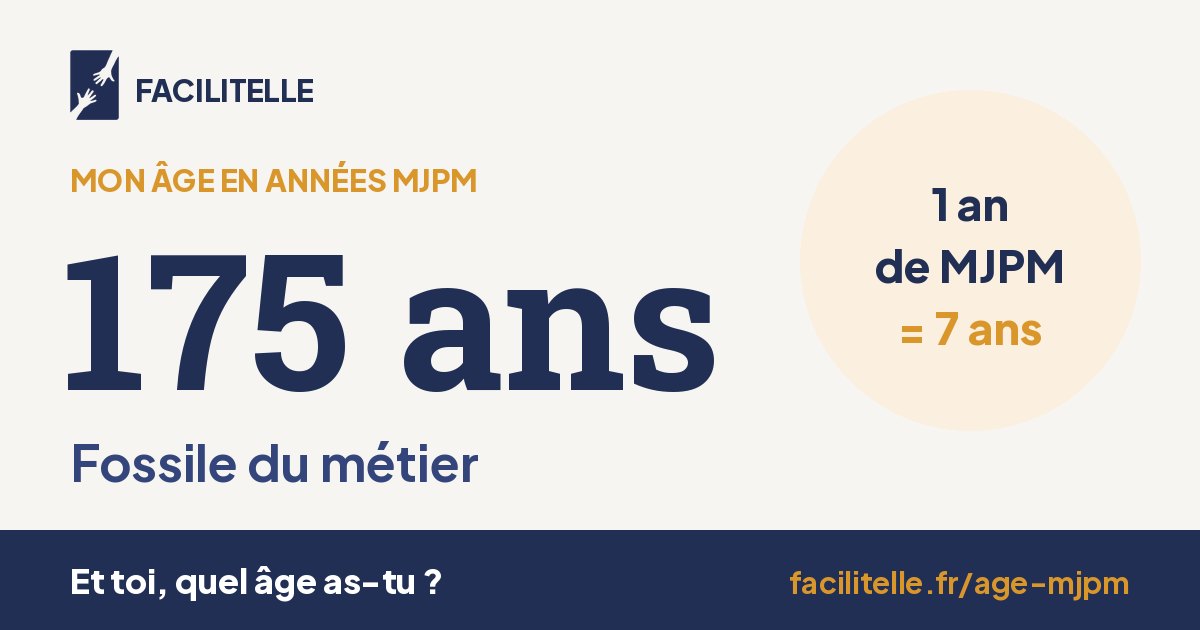 FACILITELLE
MON ÂGE EN ANNÉES MJPM
175 ans
Fossile du métier
1 an
de MJPM
= 7 ans
Et toi, quel âge as-tu ?
facilitelle.fr/age-mjpm